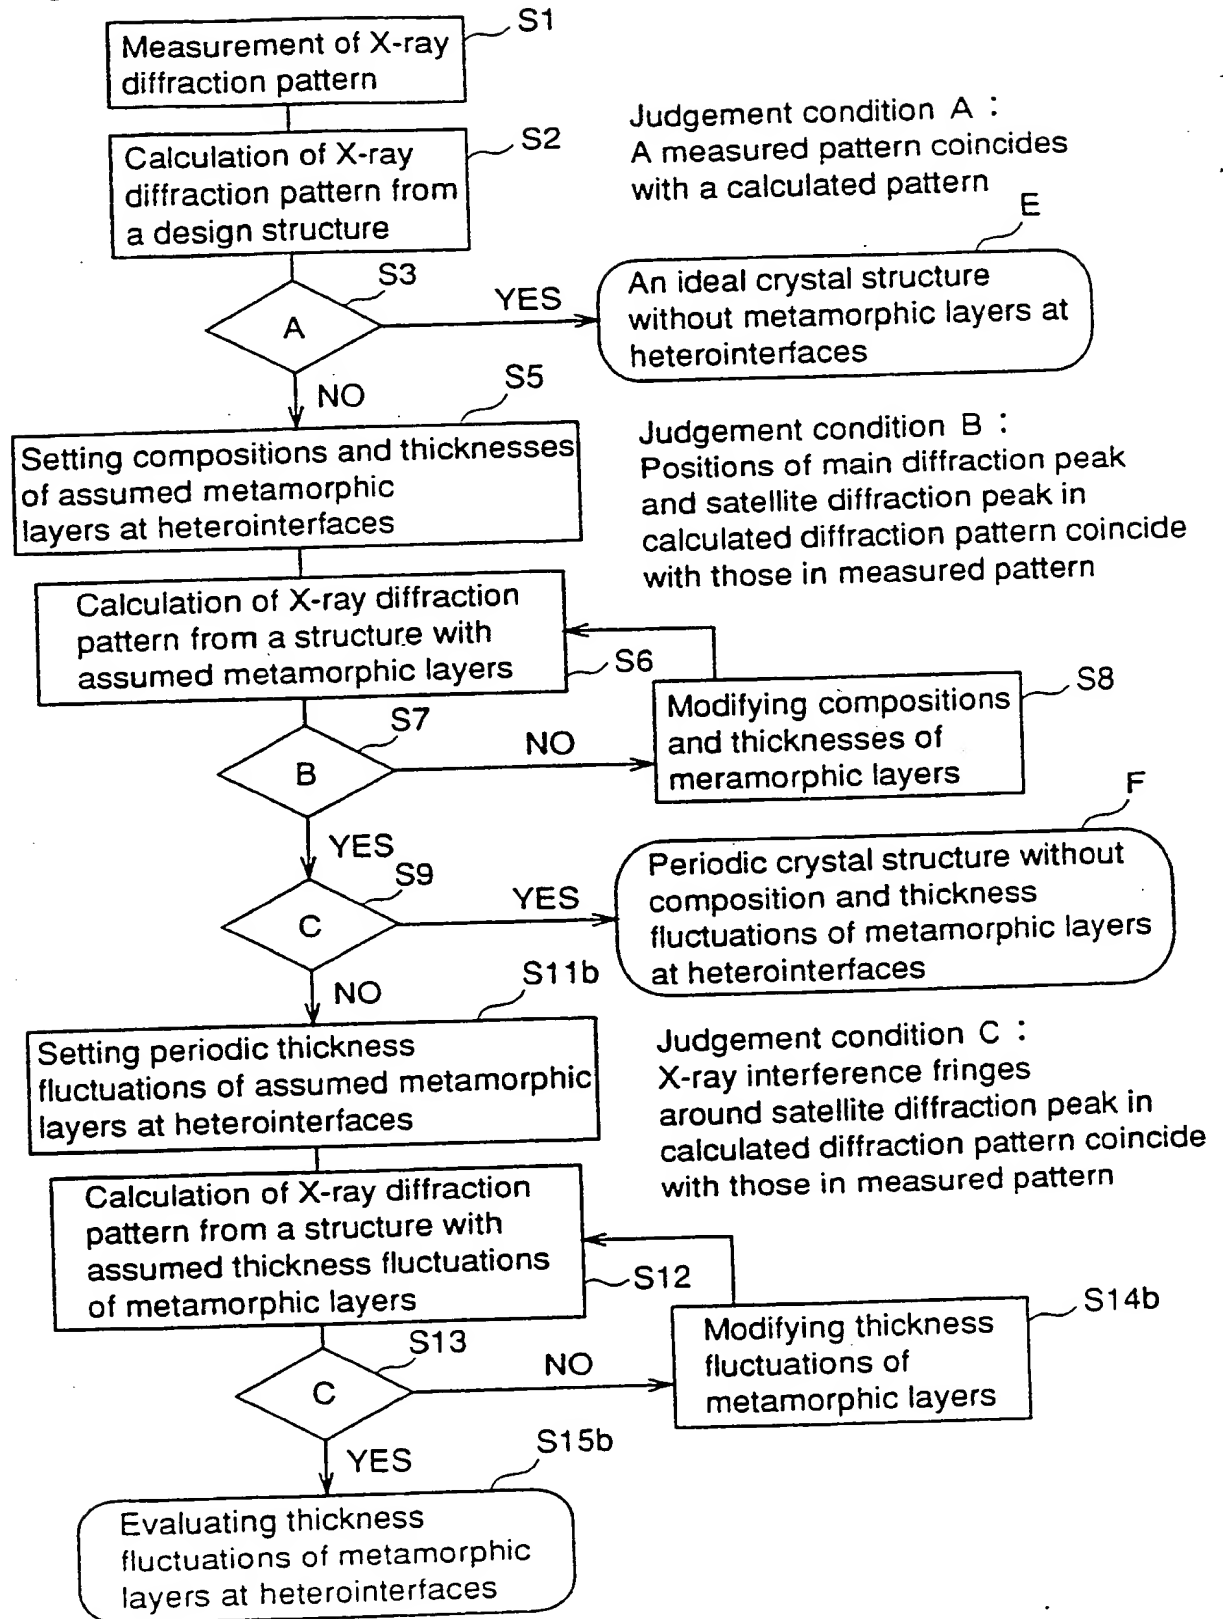 S1
Measurement of X-ray
diffraction pattern
S2
Calculation of X-ray
diffraction pattern from
a design structure
Judgement condition A :
A measured pattern coincides
with a calculated pattern
S3
A
YES
E
An ideal crystal structure
without metamorphic layers at
heterointerfaces
NO
S5
Setting compositions and thicknesses
of assumed metamorphic
layers at heterointerfaces
Judgement condition B :
Positions of main diffraction peak
and satellite diffraction peak in
calculated diffraction pattern coincide
with those in measured pattern
Calculation of X-ray diffraction
pattern from a structure with
assumed metamorphic layers
S6
S7
B
NO
S8
Modifying compositions
and thicknesses of
meramorphic layers
YES
S9
C
YES
F
Periodic crystal structure without
composition and thickness
fluctuations of metamorphic layers
at heterointerfaces
NO
S11b
Setting periodic thickness
fluctuations of assumed metamorphic
layers at heterointerfaces
Judgement condition C :
X-ray interference fringes
around satellite diffraction peak in
calculated diffraction pattern coincide
with those in measured pattern
Calculation of X-ray diffraction
pattern from a structure with
assumed thickness fluctuations
of metamorphic layers
S12
S13
C
NO
S14b
Modifying thickness
fluctuations of
metamorphic layers
YES
S15b
Evaluating thickness
fluctuations of metamorphic
layers at heterointerfaces